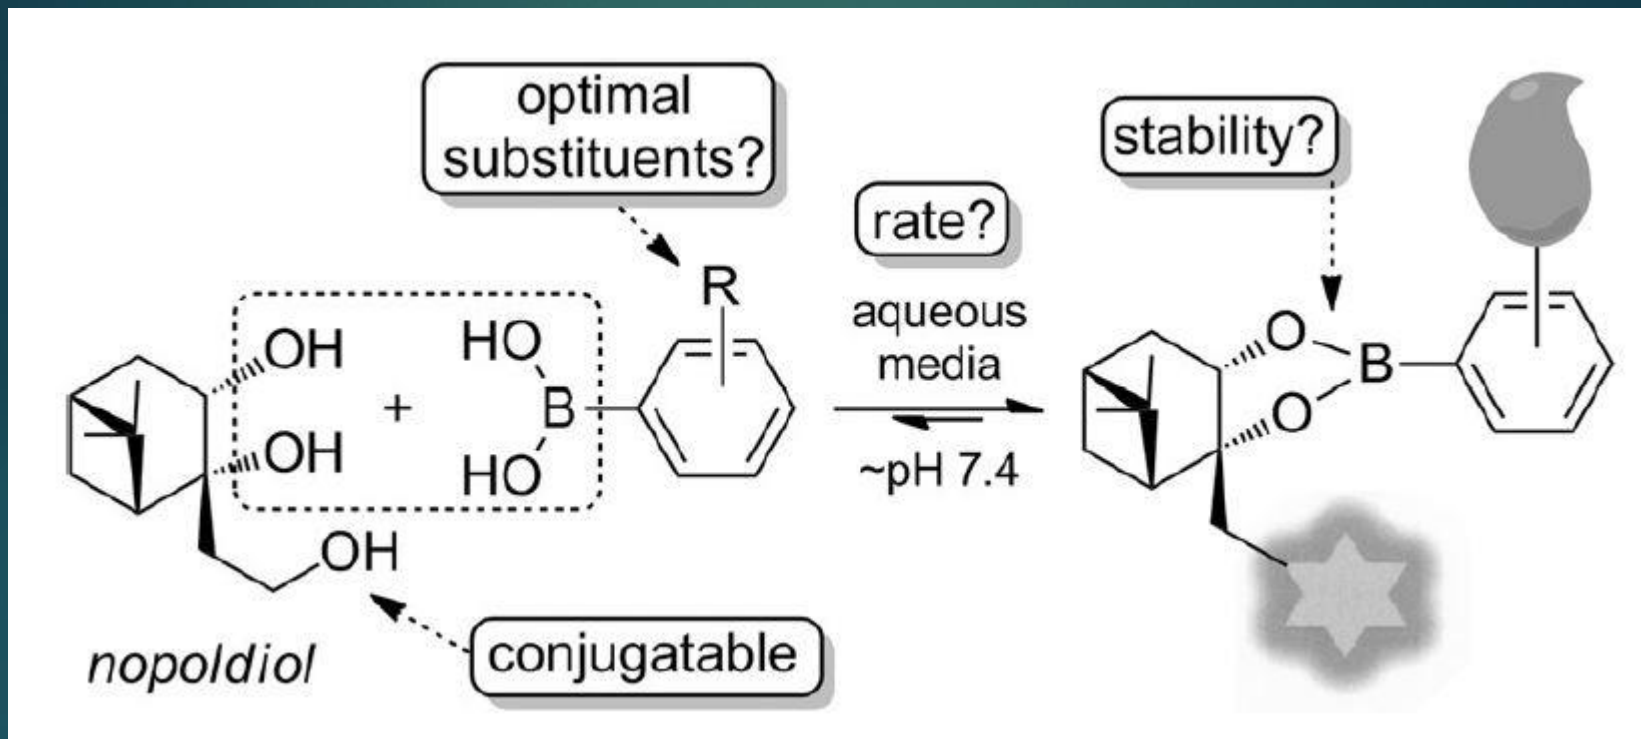 optimal
substituents?
stability?
rate?
R
OH
HO
aqueous
media
O
B
+
B
O
OH
HO
~pH 7.4
OH
conjugatable
nopoldiol